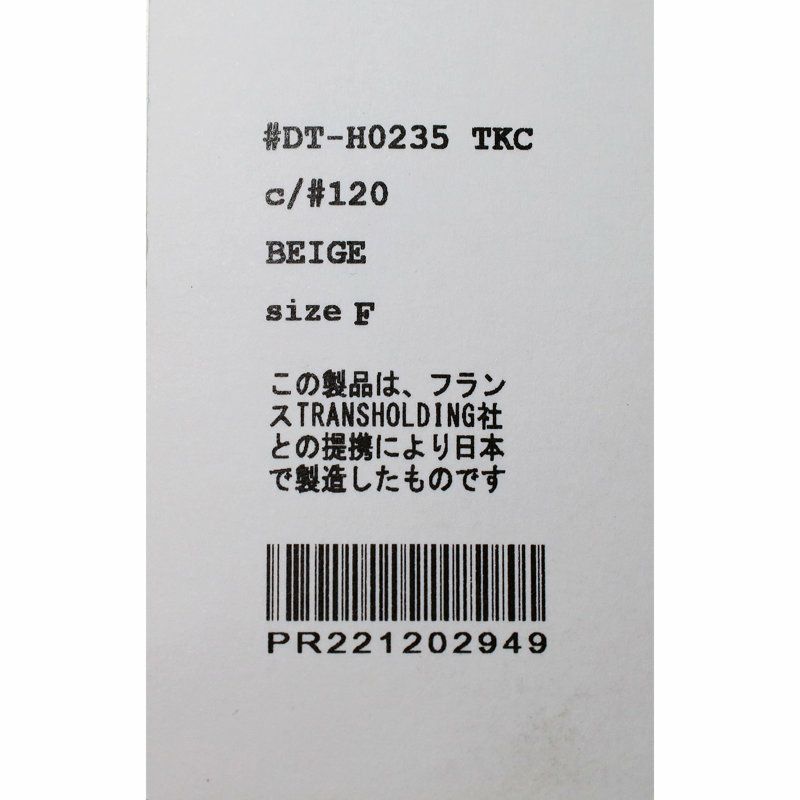 #DT-H0235 TKC
c/#120
BEIGE
size F
この製品は、フラン
スTRANSHOLDING社
との提携により日本
で製造したものです
PR221202949